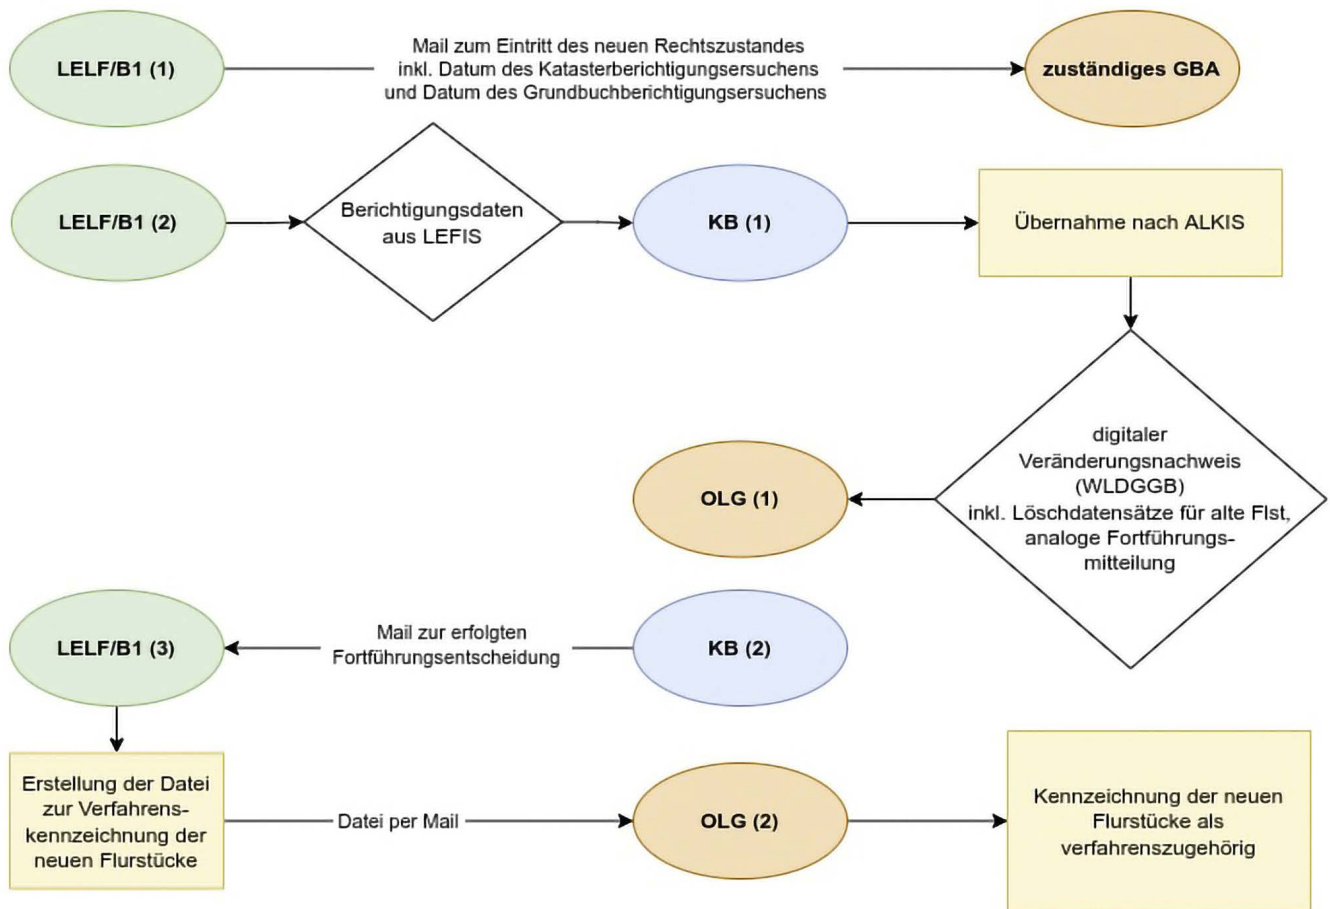 LELF/B1 (1)
Mail zum Eintritt des neuen Rechtszustandes
inkl. Datum des Katasterberichtigungsersuchens
und Datum des Grundbuchberichtigungsersuchens
zuständiges GBA
LELF/B1 (2)
Berichtigungsdaten
aus LEFIS
KB (1)
Übernahme nach ALKIS
digitaler
Veränderungsnachweis
(WLDGGB)
inkl. Löschdatensätze für alte Flst,
analoge Fortführungs-
mitteilung
OLG (1)
LELF/B1 (3)
Mail zur erfolgten
Fortführungsentscheidung
KB (2)
Erstellung der Datei
zur Verfahrens-
kennzeichnung der
neuen Flurstücke
Datei per Mail
OLG (2)
Kennzeichnung der neuen
Flurstücke als
verfahrenszugehörig